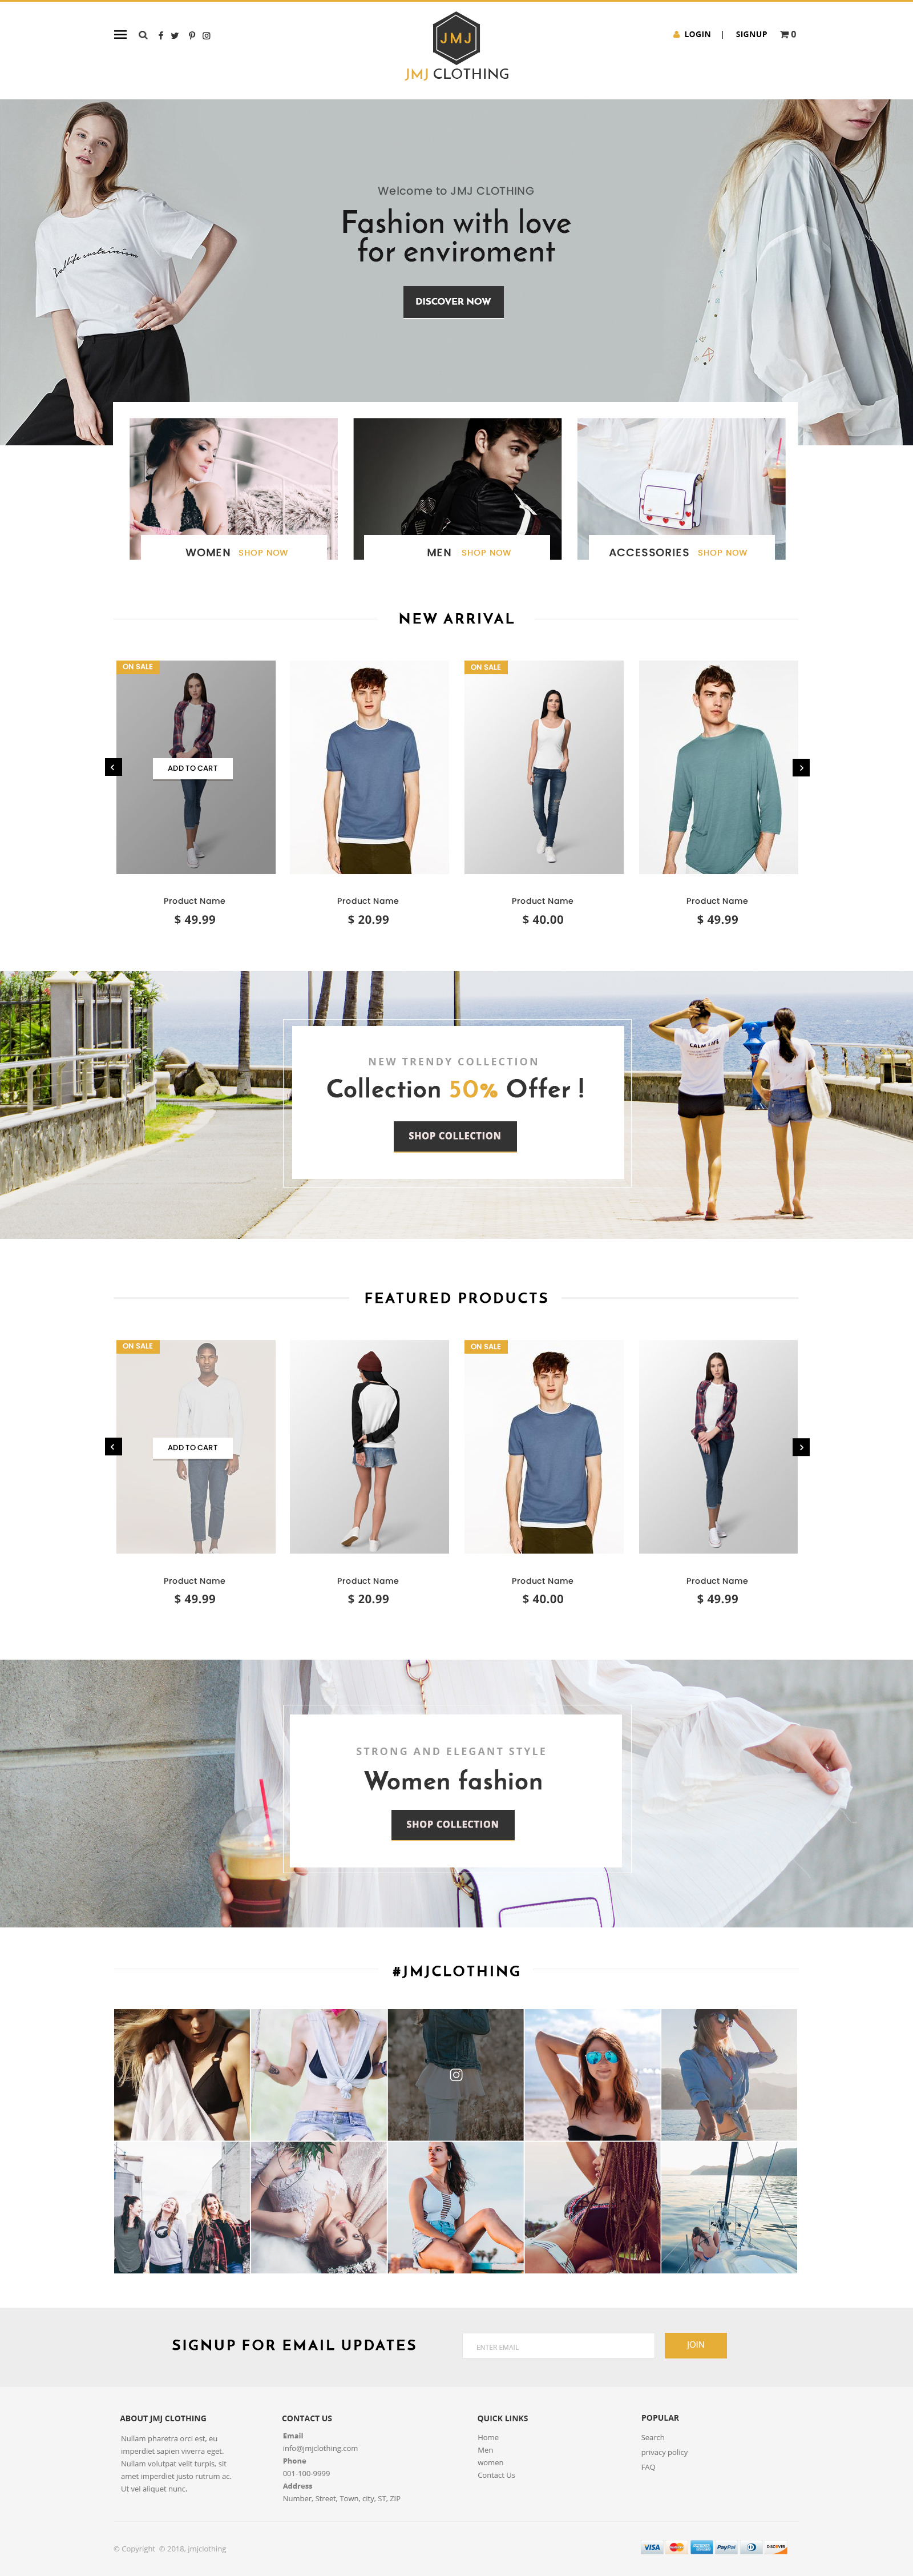 JMJ
JMJ CLOTHING
LOGIN | SIGNUP 0
Welcome to JMJ CLOTHING
Fashion with love
for enviroment
DISCOVER NOW
WOMEN SHOP NOW
MEN SHOP NOW
ACCESSORIES SHOP NOW
NEW ARRIVAL
ON SALE
ADD TO CART
ON SALE
Product Name
$ 49.99
Product Name
$ 20.99
Product Name
$ 40.00
Product Name
$ 49.99
CALM LIFE
NEW TRENDY COLLECTION
Collection 50% Offer !
SHOP COLLECTION
FEATURED PRODUCTS
ON SALE
ADD TO CART
ON SALE
Product Name
$ 49.99
Product Name
$ 20.99
Product Name
$ 40.00
Product Name
$ 49.99
STRONG AND ELEGANT STYLE
Women fashion
SHOP COLLECTION
#JMJCLOTHING
SIGNUP FOR EMAIL UPDATES
ENTER EMAIL
JOIN
ABOUT JMJ CLOTHING
Nullam pharetra orci est, eu
imperdiet sapien viverra eget.
Nullam volutpat velit turpis, sit
amet imperdiet justo rutrum ac.
Ut vel aliquet nunc.
CONTACT US
Email
info@jmjclothing.com
Phone
001-100-9999
Address
Number, Street, Town, city, ST, ZIP
QUICK LINKS
Home
Men
women
Contact Us
POPULAR
Search
privacy policy
FAQ
© Copyright © 2018, jmjclothing
VISA
PayPal
DISCOVER